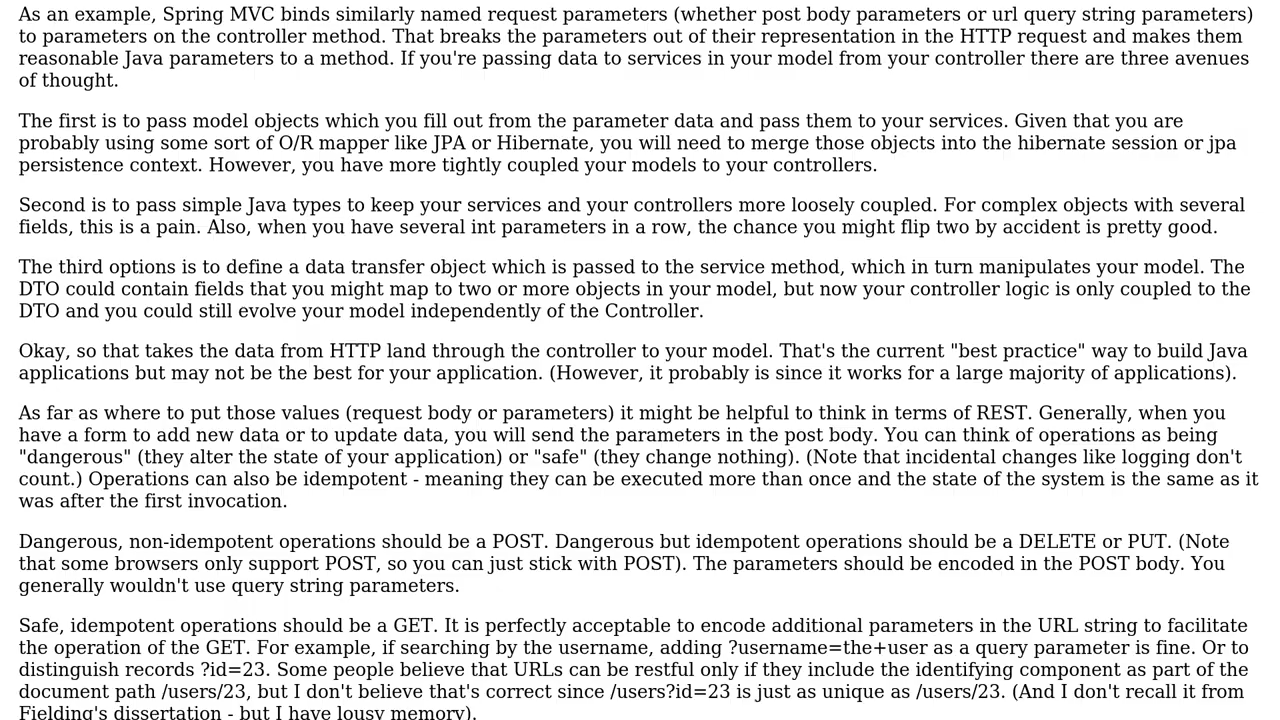 As an example, Spring MVC binds similarly named request parameters (whether post body parameters or url query string parameters)
to parameters on the controller method. That breaks the parameters out of their representation in the HTTP request and makes them
reasonable Java parameters to a method. If you're passing data to services in your model from your controller there are three avenues
of thought.
The first is to pass model objects which you fill out from the parameter data and pass them to your services. Given that you are
probably using some sort of O/R mapper like JPA or Hibernate, you will need to merge those objects into the hibernate session or jpa
persistence context. However, you have more tightly coupled your models to your controllers.
Second is to pass simple Java types to keep your services and your controllers more loosely coupled. For complex objects with several
fields, this is a pain. Also, when you have several int parameters in a row, the chance you might flip two by accident is pretty good.
The third options is to define a data transfer object which is passed to the service method, which in turn manipulates your model. The
DTO could contain fields that you might map to two or more objects in your model, but now your controller logic is only coupled to the
DTO and you could still evolve your model independently of the Controller.
Okay, so that takes the data from HTTP land through the controller to your model. That's the current "best practice" way to build Java
applications but may not be the best for your application. (However, it probably is since it works for a large majority of applications).
As far as where to put those values (request body or parameters) it might be helpful to think in terms of REST. Generally, when you
have a form to add new data or to update data, you will send the parameters in the post body. You can think of operations as being
"dangerous" (they alter the state of your application) or "safe" (they change nothing). (Note that incidental changes like logging don't
count.) Operations can also be idempotent - meaning they can be executed more than once and the state of the system is the same as it
was after the first invocation.
Dangerous, non-idempotent operations should be a POST. Dangerous but idempotent operations should be a DELETE or PUT. (Note
that some browsers only support POST, so you can just stick with POST). The parameters should be encoded in the POST body. You
generally wouldn't use query string parameters.
Safe, idempotent operations should be a GET. It is perfectly acceptable to encode additional parameters in the URL string to facilitate
the operation of the GET. For example, if searching by the username, adding ?username=the+user as a query parameter is fine. Or to
distinguish records ?id=23. Some people believe that URLs can be restful only if they include the identifying component as part of the
document path /users/23, but I don't believe that's correct since /users?id=23 is just as unique as /users/23. (And I don't recall it from
Fielding's dissertation - but I have lousy memory).